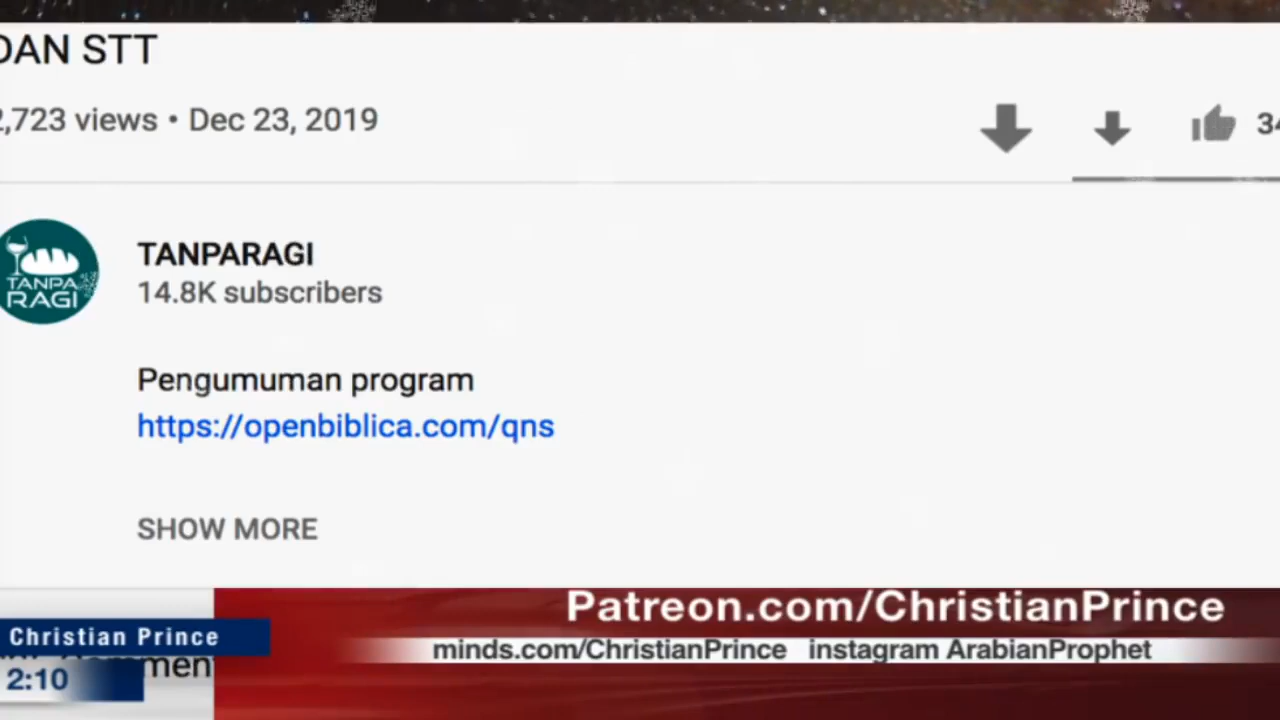 DAN STT
2,723 views • Dec 23, 2019
34
TANPARAGI
14.8K subscribers
TANPA
RAGI
Pengumuman program
https://openbiblica.com/qns
SHOW MORE
Patreon.com/ChristianPrince
Christian Prince
minds.com/ChristianPrince instagram ArabianProphet
2:10